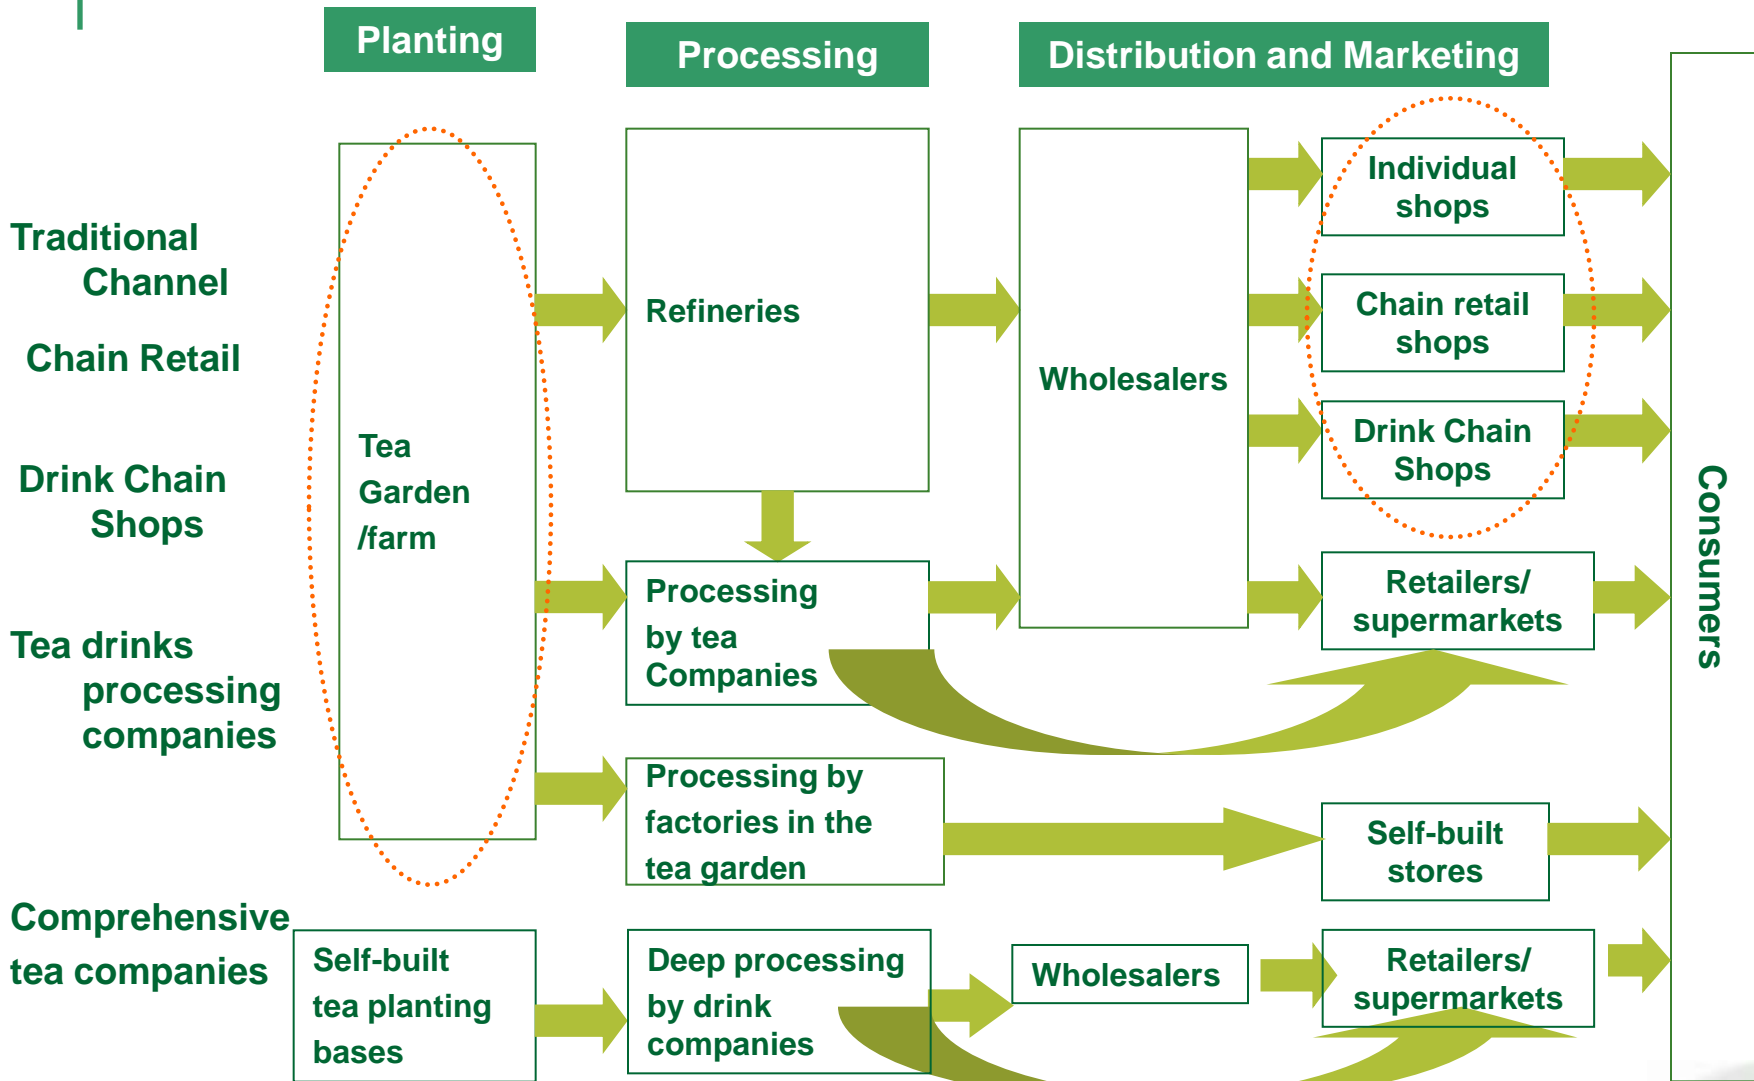 Planting
Processing
Distribution and Marketing
Traditional
Channel
Chain Retail
Drink Chain
Shops
Tea drinks
processing
companies
Comprehensive
tea companies
Tea
Garden
/farm
Self-built
tea planting
bases
Refineries
Processing
by tea
Companies
Processing by
factories in the
tea garden
Deep processing
by drink
companies
Wholesalers
Wholesalers
Individual
shops
Chain retail
shops
Drink Chain
Shops
Retailers/
supermarkets
Self-built
stores
Retailers/
supermarkets
Consumers